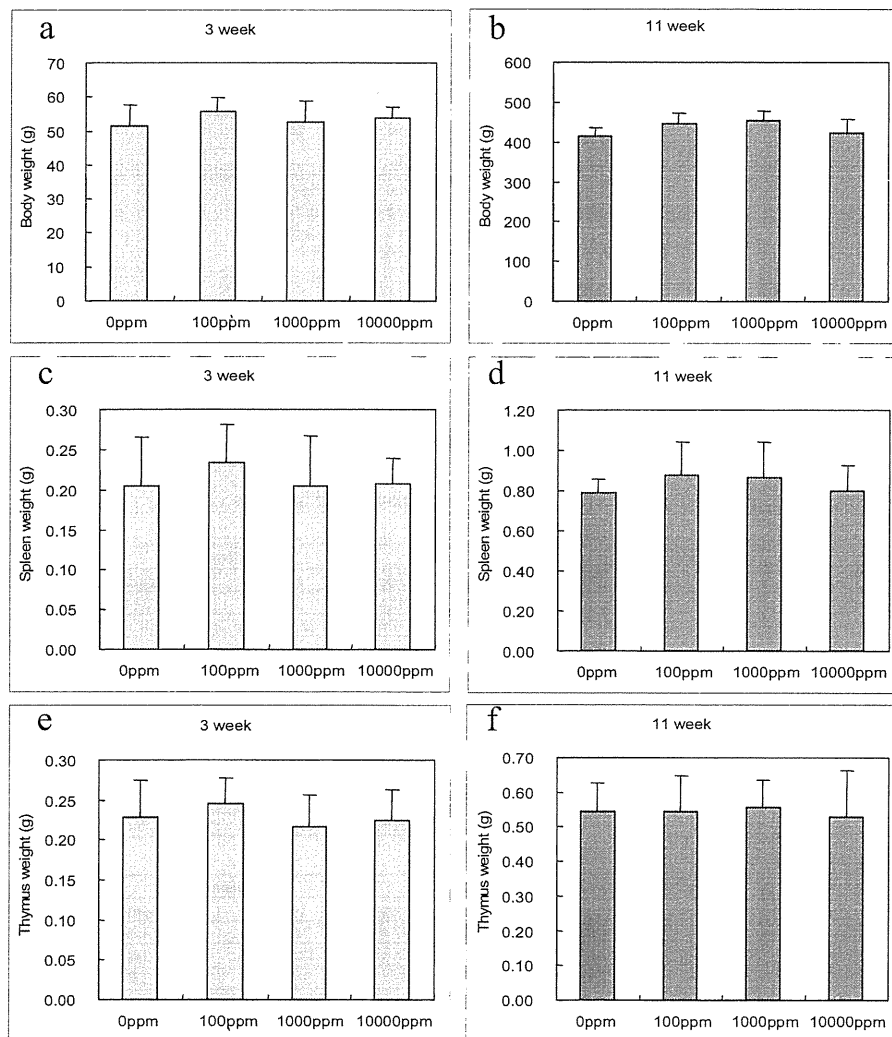 a
3 week
Body weight (g)
70
60
50
40
30
20
10
0
0ppm 100ppm 1000ppm 10000ppm
b
11 week
Body weight (g)
600
500
400
300
200
100
0
0ppm 100ppm 1000ppm 10000ppm
c
3 week
Spleen weight (g)
0.30
0.25
0.20
0.15
0.10
0.05
0.00
0ppm 100ppm 1000ppm 10000ppm
d
11 week
Spleen weight (g)
1.20
1.00
0.80
0.60
0.40
0.20
0.00
0ppm 100ppm 1000ppm 10000ppm
e
3 week
Thymus weight (g)
0.30
0.25
0.20
0.15
0.10
0.05
0.00
0ppm 100ppm 1000ppm 10000ppm
f
11 week
Thymus weight (g)
0.70
0.60
0.50
0.40
0.30
0.20
0.10
0.00
0ppm 100ppm 1000ppm 10000ppm